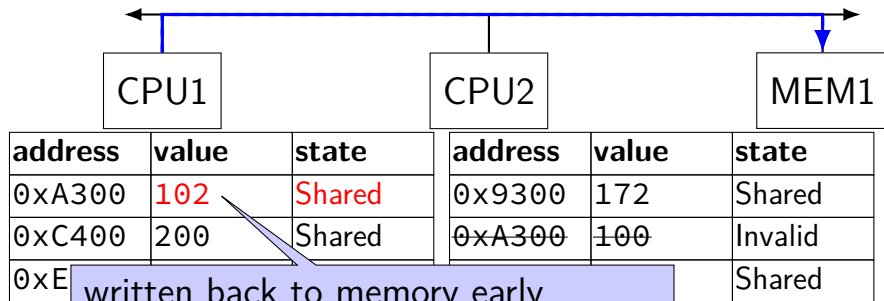 CPU1 CPU2 MEM1
address value state address value state
0xA300 102 Shared 0x9300 172 Shared
0xC400 200 Shared 0xA300 100 Invalid
0xE Shared
written back to memory early